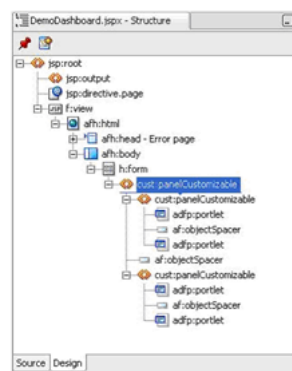 DemoDashboard.jspx - Structure
jsp:root
jsp:output
jsp:directive.page
f:view
afh:html
afh:head - Error page
afh:body
h:form
cust:panelCustomizable
cust:panelCustomizable
adfp:portlet
af:objectSpacer
adfp:portlet
af:objectSpacer
cust:panelCustomizable
adfp:portlet
af:objectSpacer
adfp:portlet
Source Design